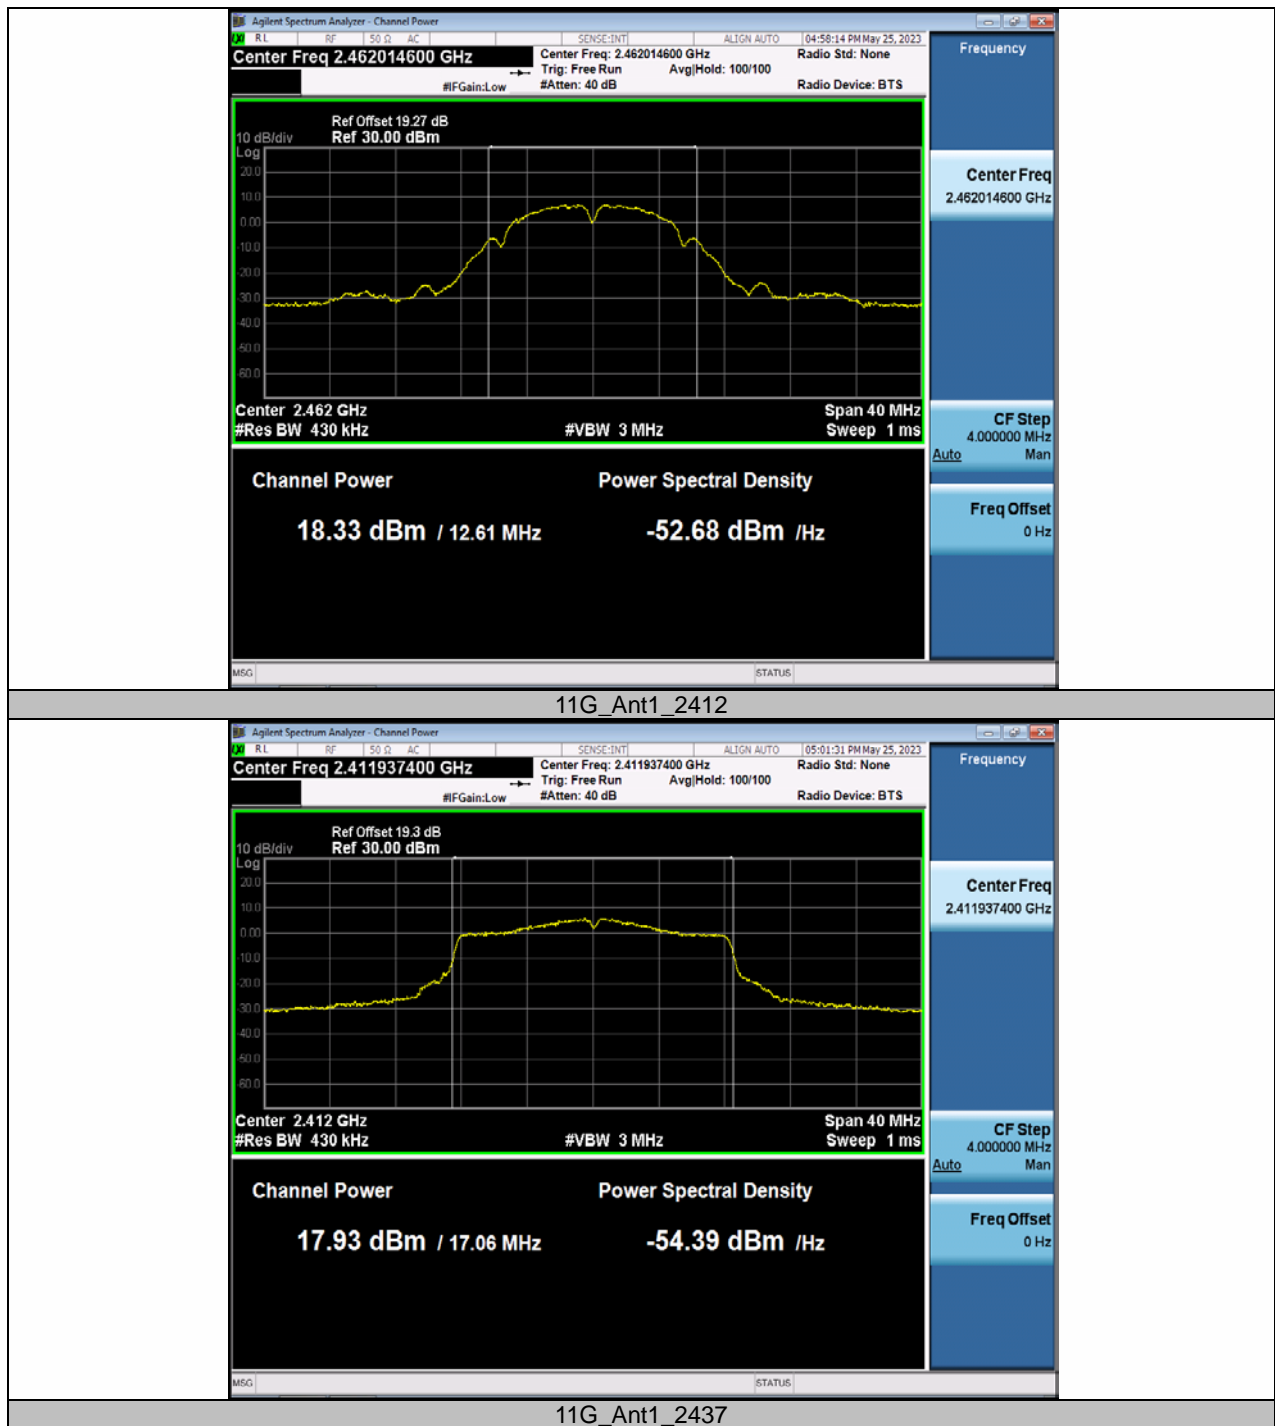 Agilent Spectrum Analyzer - Channel Power
RL RF 50 Ω AC SENSE:INT ALIGN AUTO 04:58:14 PM May 25, 2023
Center Freq 2.462014600 GHz
Center Freq: 2.462014600 GHz Radio Std: None
Trig: Free Run Avg|Hold: 100/100
#IFGain:Low #Atten: 40 dB Radio Device: BTS
Frequency
Ref Offset 19.27 dB
10 dB/div Ref 30.00 dBm
Log
20.0
10.0
0.00
-10.0
-20.0
-30.0
-40.0
-50.0
-60.0
Center 2.462 GHz Span 40 MHz
#Res BW 430 kHz #VBW 3 MHz Sweep 1 ms
Center Freq
2.462014600 GHz
CF Step
4.000000 MHz
Auto Man
Freq Offset
0 Hz
Channel Power Power Spectral Density
18.33 dBm / 12.61 MHz -52.68 dBm /Hz
MSG STATUS
11G_Ant1_2412
Agilent Spectrum Analyzer - Channel Power
RL RF 50 Ω AC SENSE:INT ALIGN AUTO 05:01:31 PM May 25, 2023
Center Freq 2.411937400 GHz
Center Freq: 2.411937400 GHz Radio Std: None
Trig: Free Run Avg|Hold: 100/100
#IFGain:Low #Atten: 40 dB Radio Device: BTS
Frequency
Ref Offset 19.3 dB
10 dB/div Ref 30.00 dBm
Log
20.0
10.0
0.00
-10.0
-20.0
-30.0
-40.0
-50.0
-60.0
Center 2.412 GHz Span 40 MHz
#Res BW 430 kHz #VBW 3 MHz Sweep 1 ms
Center Freq
2.411937400 GHz
CF Step
4.000000 MHz
Auto Man
Freq Offset
0 Hz
Channel Power Power Spectral Density
17.93 dBm / 17.06 MHz -54.39 dBm /Hz
MSG STATUS
11G_Ant1_2437